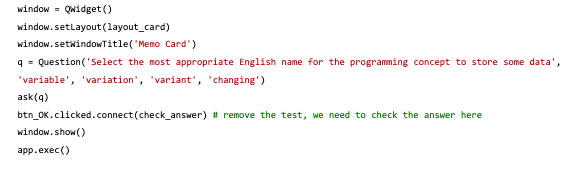 window = QWidget()
window.setLayout(layout_card)
window.setWindowTitle('Memo Card')
q = Question('Select the most appropriate English name for the programming concept to store some data',
'variable', 'variation', 'variant', 'changing')
ask(q)
btn_OK.clicked.connect(check_answer) # remove the test, we need to check the answer here
window.show()
app.exec()